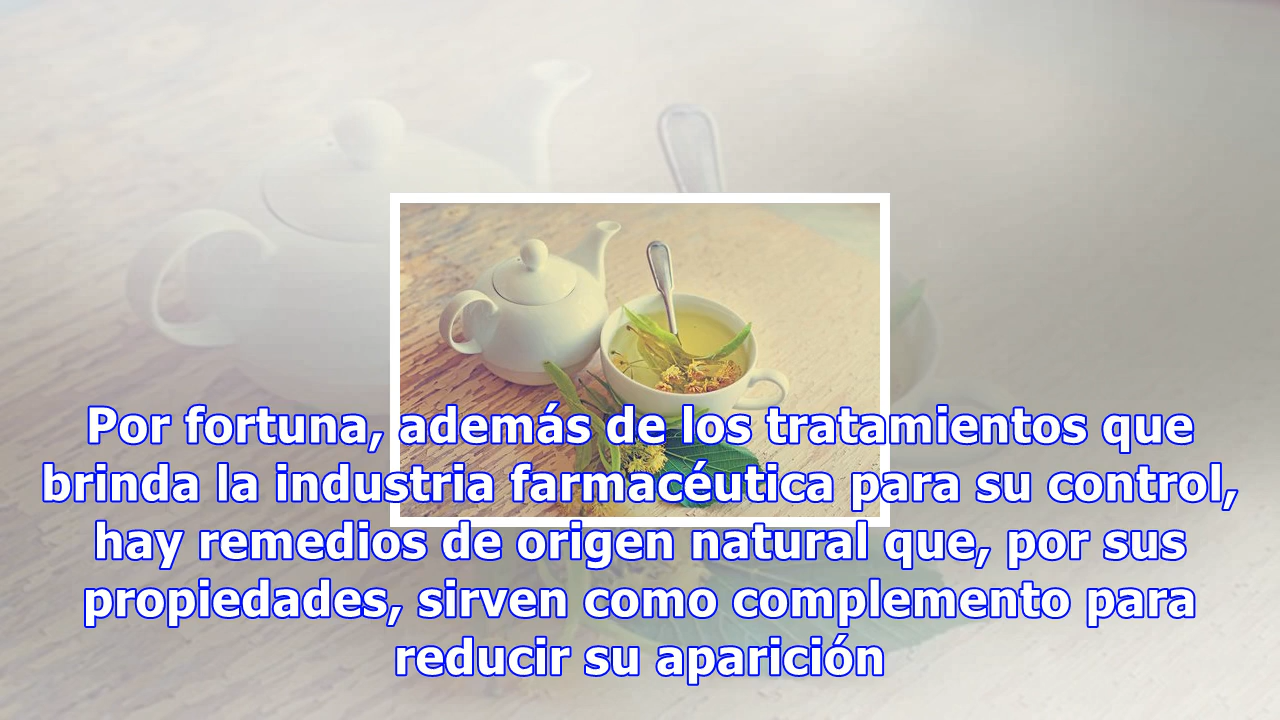 Por fortuna, además de los tratamientos que
brinda la industria farmacéutica para su control,
hay remedios de origen natural que, por sus
propiedades, sirven como complemento para
reducir su aparición